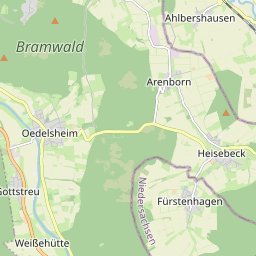 Ahlbershausen
Bramwald
Arenborn
Oedelsheim
Heisebeck
Gottstreu
Niedersachsen
Fürstenhagen
Weißehütte